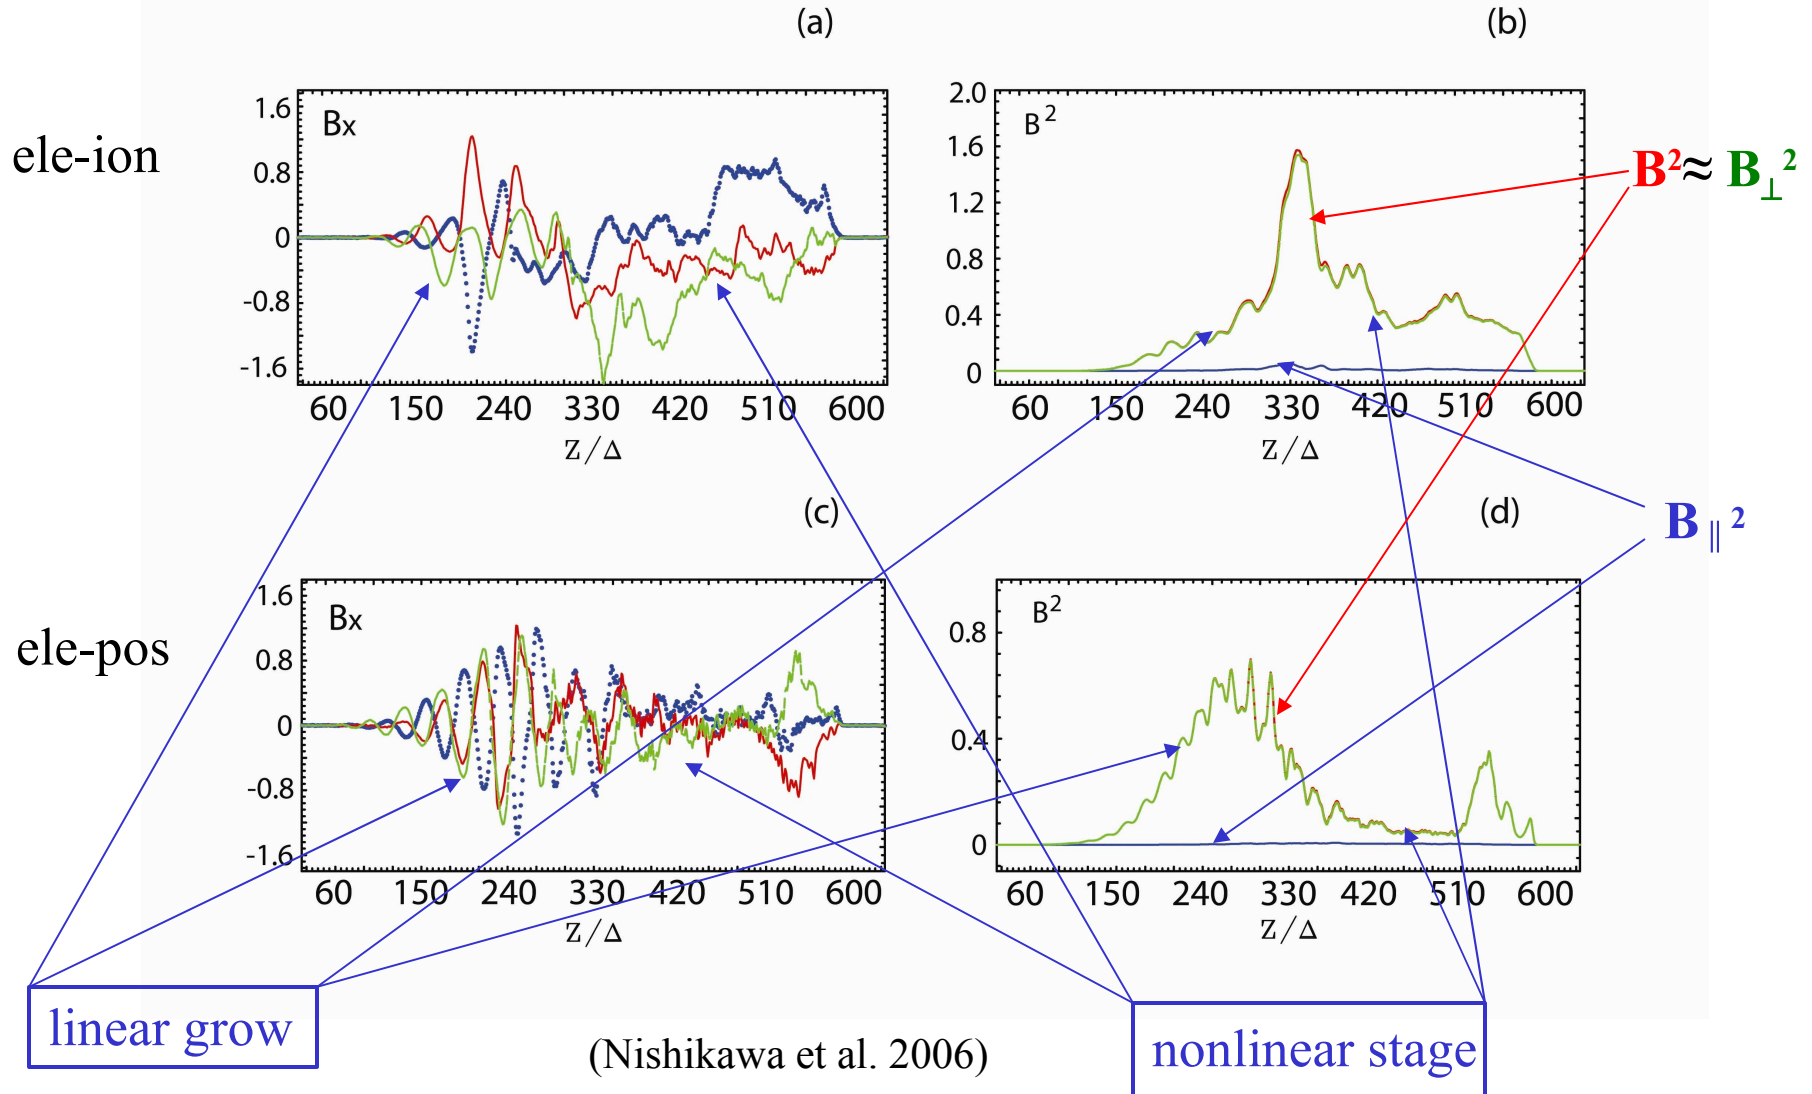 (a)
(b)
ele-ion
1.6
0.8
0
-0.8
-1.6
Bx
60 150 240 330 420 510 600
Z/Δ
2.0
1.6
1.2
0.8
0.4
0
B²
60 150 240 330 420 510 600
Z/Δ
B²≈ B⊥²
B∥²
(c)
(d)
ele-pos
1.6
0.8
0
-0.8
-1.6
Bx
60 150 240 330 420 510 600
Z/Δ
0.8
0.4
0
B²
60 150 240 330 420 510 600
Z/Δ
linear grow
(Nishikawa et al. 2006)
nonlinear stage